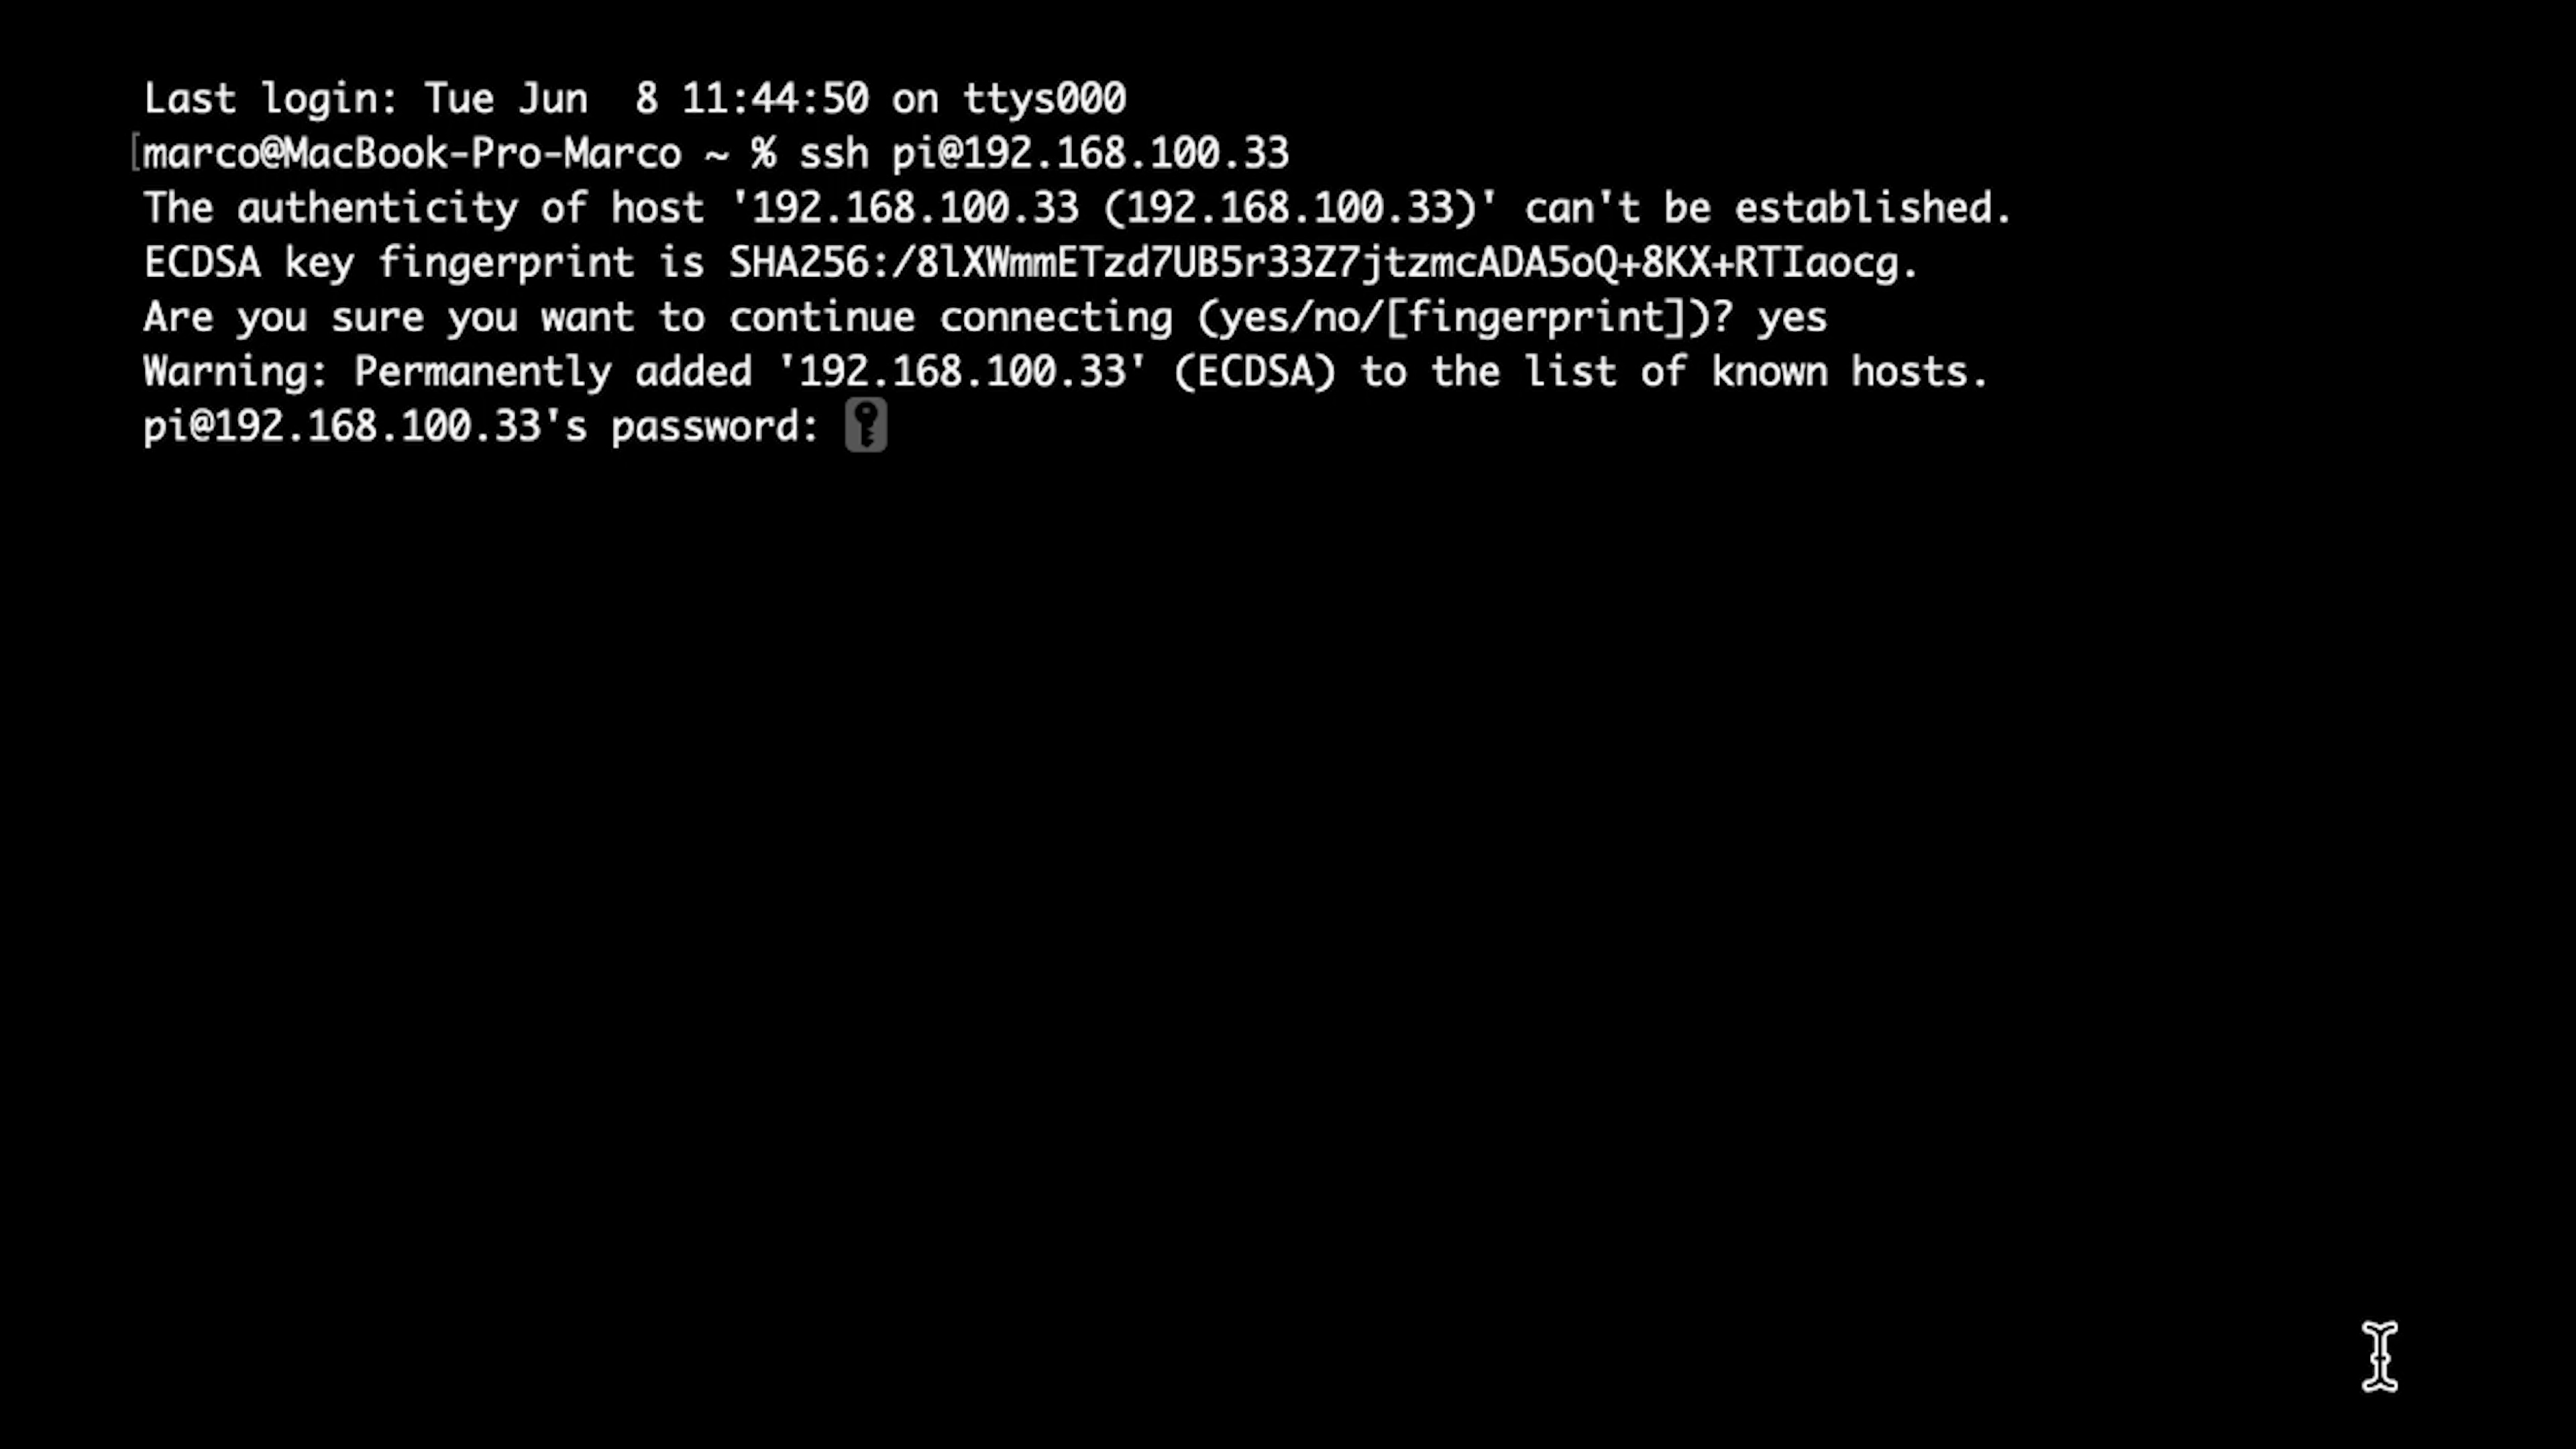 Last login: Tue Jun  8 11:44:50 on ttys000
[marco@MacBook-Pro-Marco ~ % ssh pi@192.168.100.33
The authenticity of host '192.168.100.33 (192.168.100.33)' can't be established.
ECDSA key fingerprint is SHA256:/8lXWmmETzd7UB5r33Z7jtzmcADA5oQ+8KX+RTIaocg.
Are you sure you want to continue connecting (yes/no/[fingerprint])? yes
Warning: Permanently added '192.168.100.33' (ECDSA) to the list of known hosts.
pi@192.168.100.33's password: